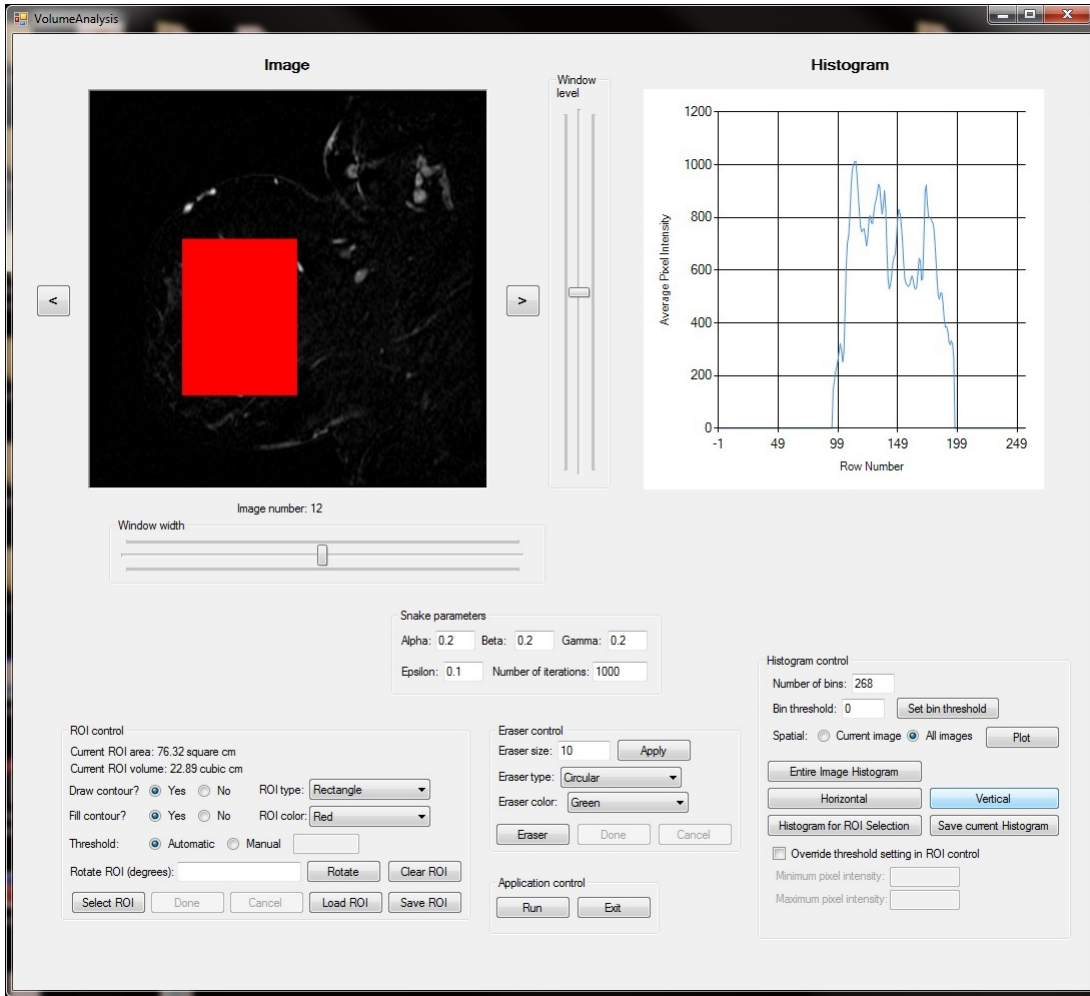 VolumeAnalysis
Image
Histogram
Window
level
<
>
1200
1000
800
600
400
200
0
-1 49 99 149 199 249
Average Pixel Intensity
Row Number
Image number: 12
Window width
Snake parameters
Alpha: 0.2 Beta: 0.2 Gamma: 0.2
Epsilon: 0.1 Number of iterations: 1000
ROI control
Current ROI area: 76.32 square cm
Current ROI volume: 22.89 cubic cm
Draw contour? Yes No ROI type: Rectangle
Fill contour? Yes No ROI color: Red
Threshold: Automatic Manual
Rotate ROI (degrees): Rotate Clear ROI
Select ROI Done Cancel Load ROI Save ROI
Eraser control
Eraser size: 10 Apply
Eraser type: Circular
Eraser color: Green
Eraser Done Cancel
Application control
Run Exit
Histogram control
Number of bins: 268
Bin threshold: 0 Set bin threshold
Spatial: Current image All images Plot
Entire Image Histogram
Horizontal Vertical
Histogram for ROI Selection Save current Histogram
Override threshold setting in ROI control
Minimum pixel intensity:
Maximum pixel intensity: